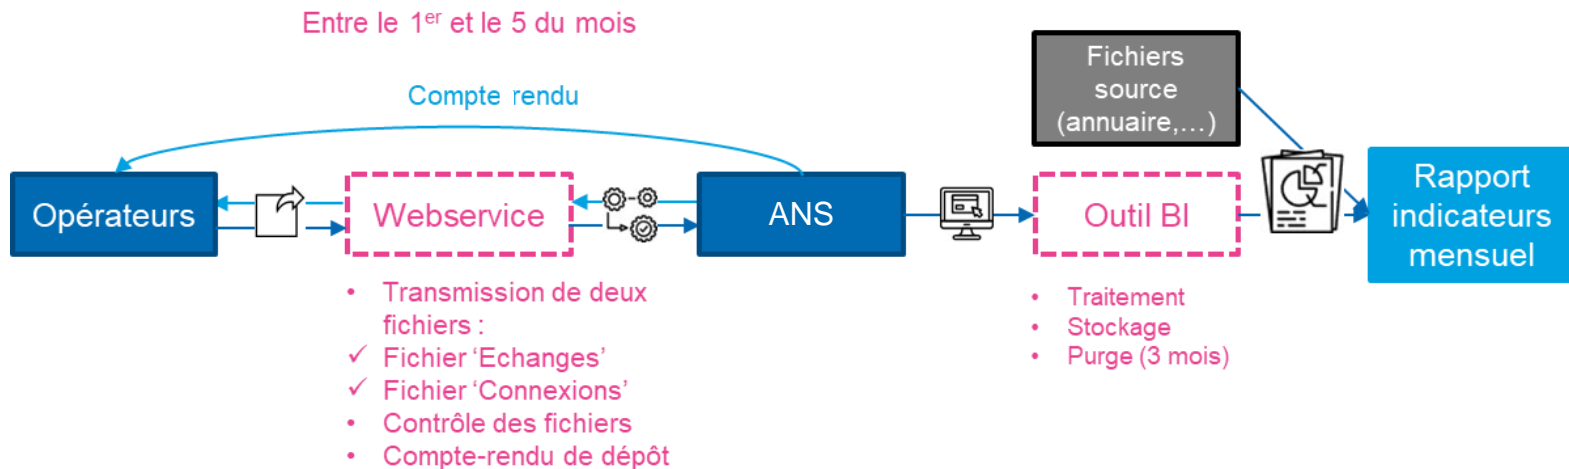 Entre le 1er et le 5 du mois
Compte rendu
Fichiers
source
(annuaire,…)
Opérateurs
Webservice
ANS
Outil BI
Rapport
indicateurs
mensuel
• Transmission de deux
fichiers :
✓ Fichier ‘Echanges’
✓ Fichier ‘Connexions’
• Contrôle des fichiers
• Compte-rendu de dépôt
• Traitement
• Stockage
• Purge (3 mois)